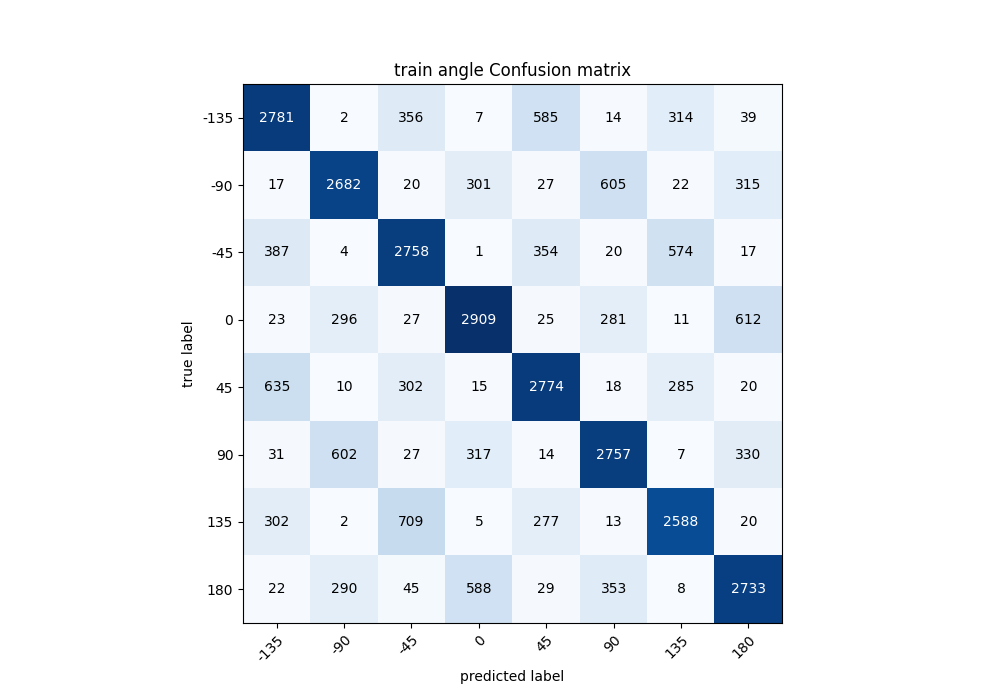 train angle Confusion matrix
true label
-135 2781 2 356 7 585 14 314 39
-90 17 2682 20 301 27 605 22 315
-45 387 4 2758 1 354 20 574 17
0 23 296 27 2909 25 281 11 612
45 635 10 302 15 2774 18 285 20
90 31 602 27 317 14 2757 7 330
135 302 2 709 5 277 13 2588 20
180 22 290 45 588 29 353 8 2733
-135 -90 -45 0 45 90 135 180
predicted label